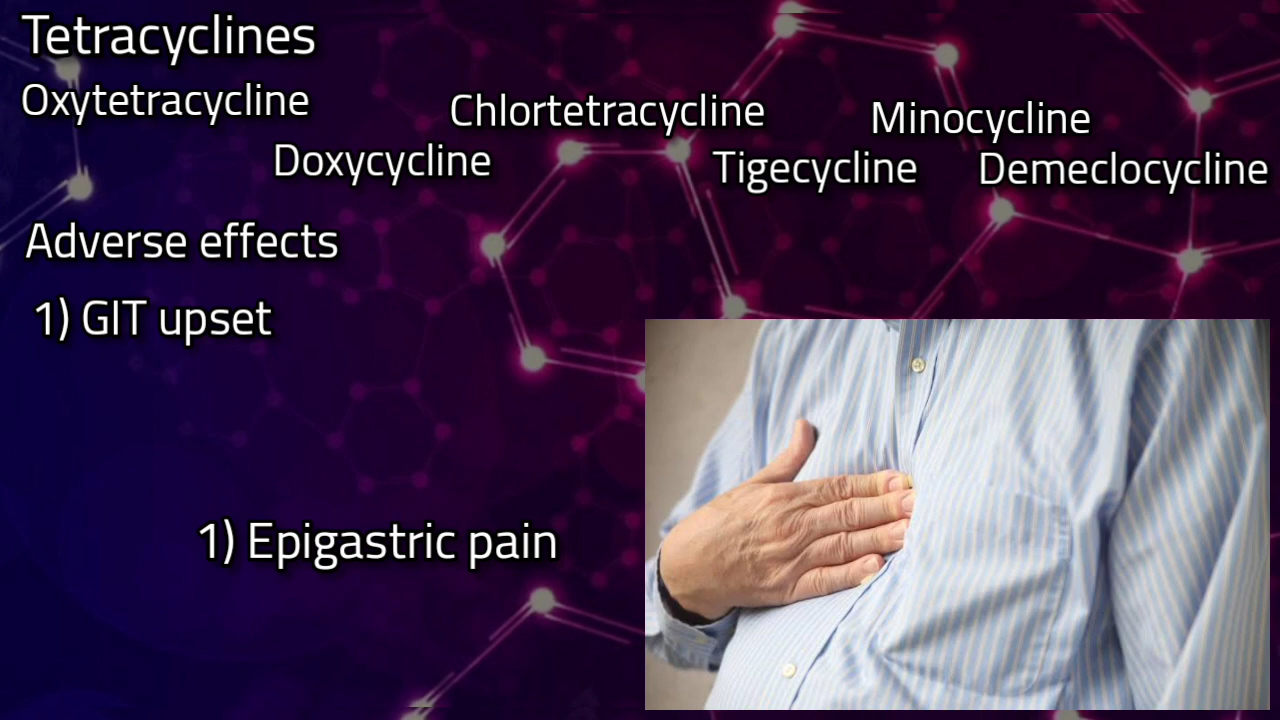 Tetracyclines
Oxytetracycline
Chlortetracycline
Minocycline
Doxycycline
Tigecycline
Demeclocycline
Adverse effects
1) GIT upset
1) Epigastric pain